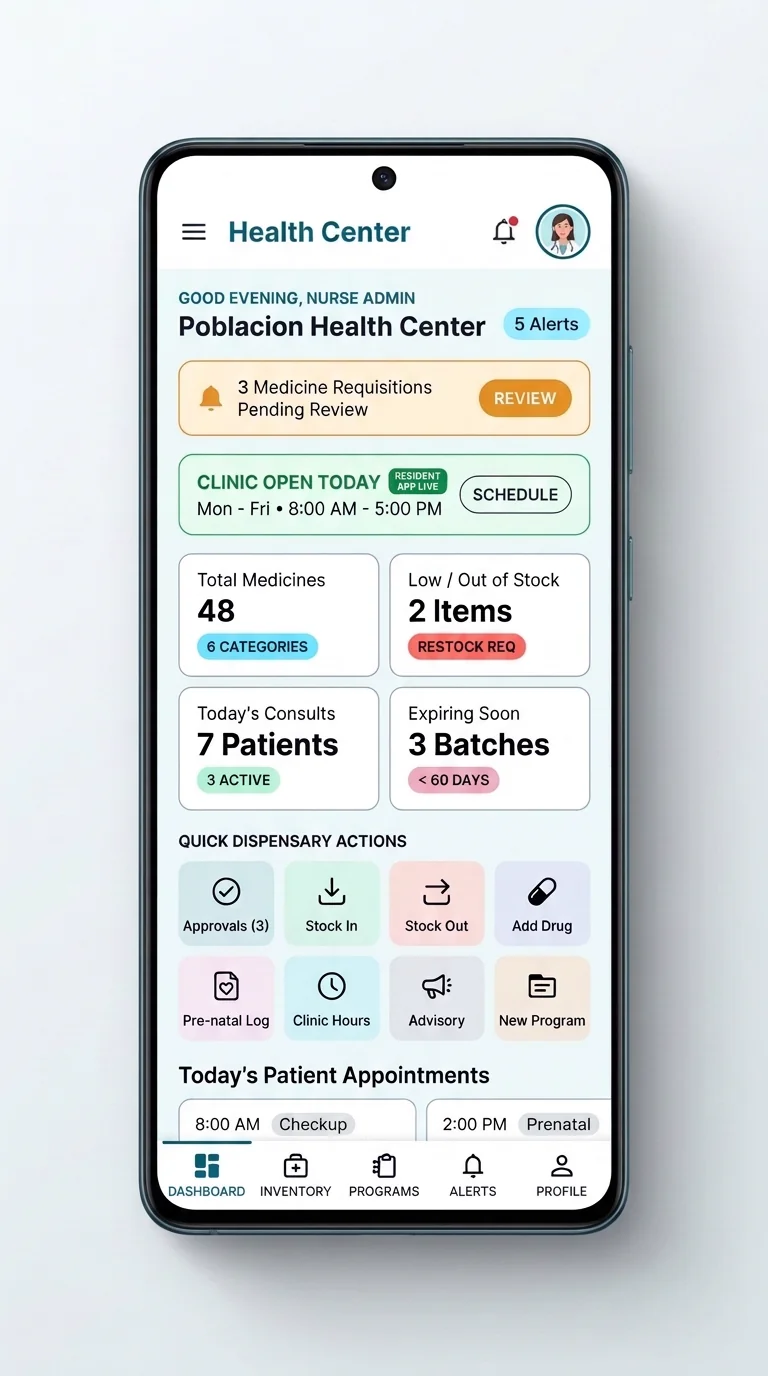 Health Center
GOOD EVENING, NURSE ADMIN
Poblacion Health Center
5 Alerts
3 Medicine Requisitions
Pending Review
REVIEW
CLINIC OPEN TODAY
RESIDENT
APP LIVE
Mon - Fri • 8:00 AM - 5:00 PM
SCHEDULE
Total Medicines
48
6 CATEGORIES
Low / Out of Stock
2 Items
RESTOCK REQ
Today's Consults
7 Patients
3 ACTIVE
Expiring Soon
3 Batches
< 60 DAYS
QUICK DISPENSARY ACTIONS
Approvals (3)
Stock In
Stock Out
Add Drug
Pre-natal Log
Clinic Hours
Advisory
New Program
Today's Patient Appointments
8:00 AM Checkup
2:00 PM Prenatal
DASHBOARD
INVENTORY
PROGRAMS
ALERTS
PROFILE